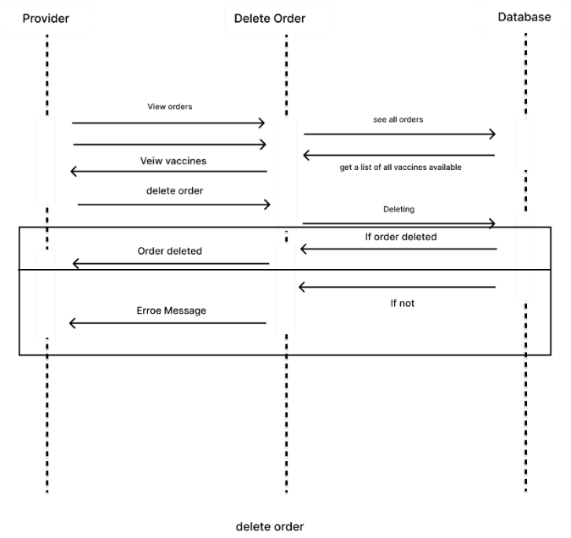 Provider
Delete Order
Database
View orders
see all orders
Veiw vaccines
get a list of all vaccines available
delete order
Deleting
If order deleted
Order deleted
If not
Erroe Message
delete order